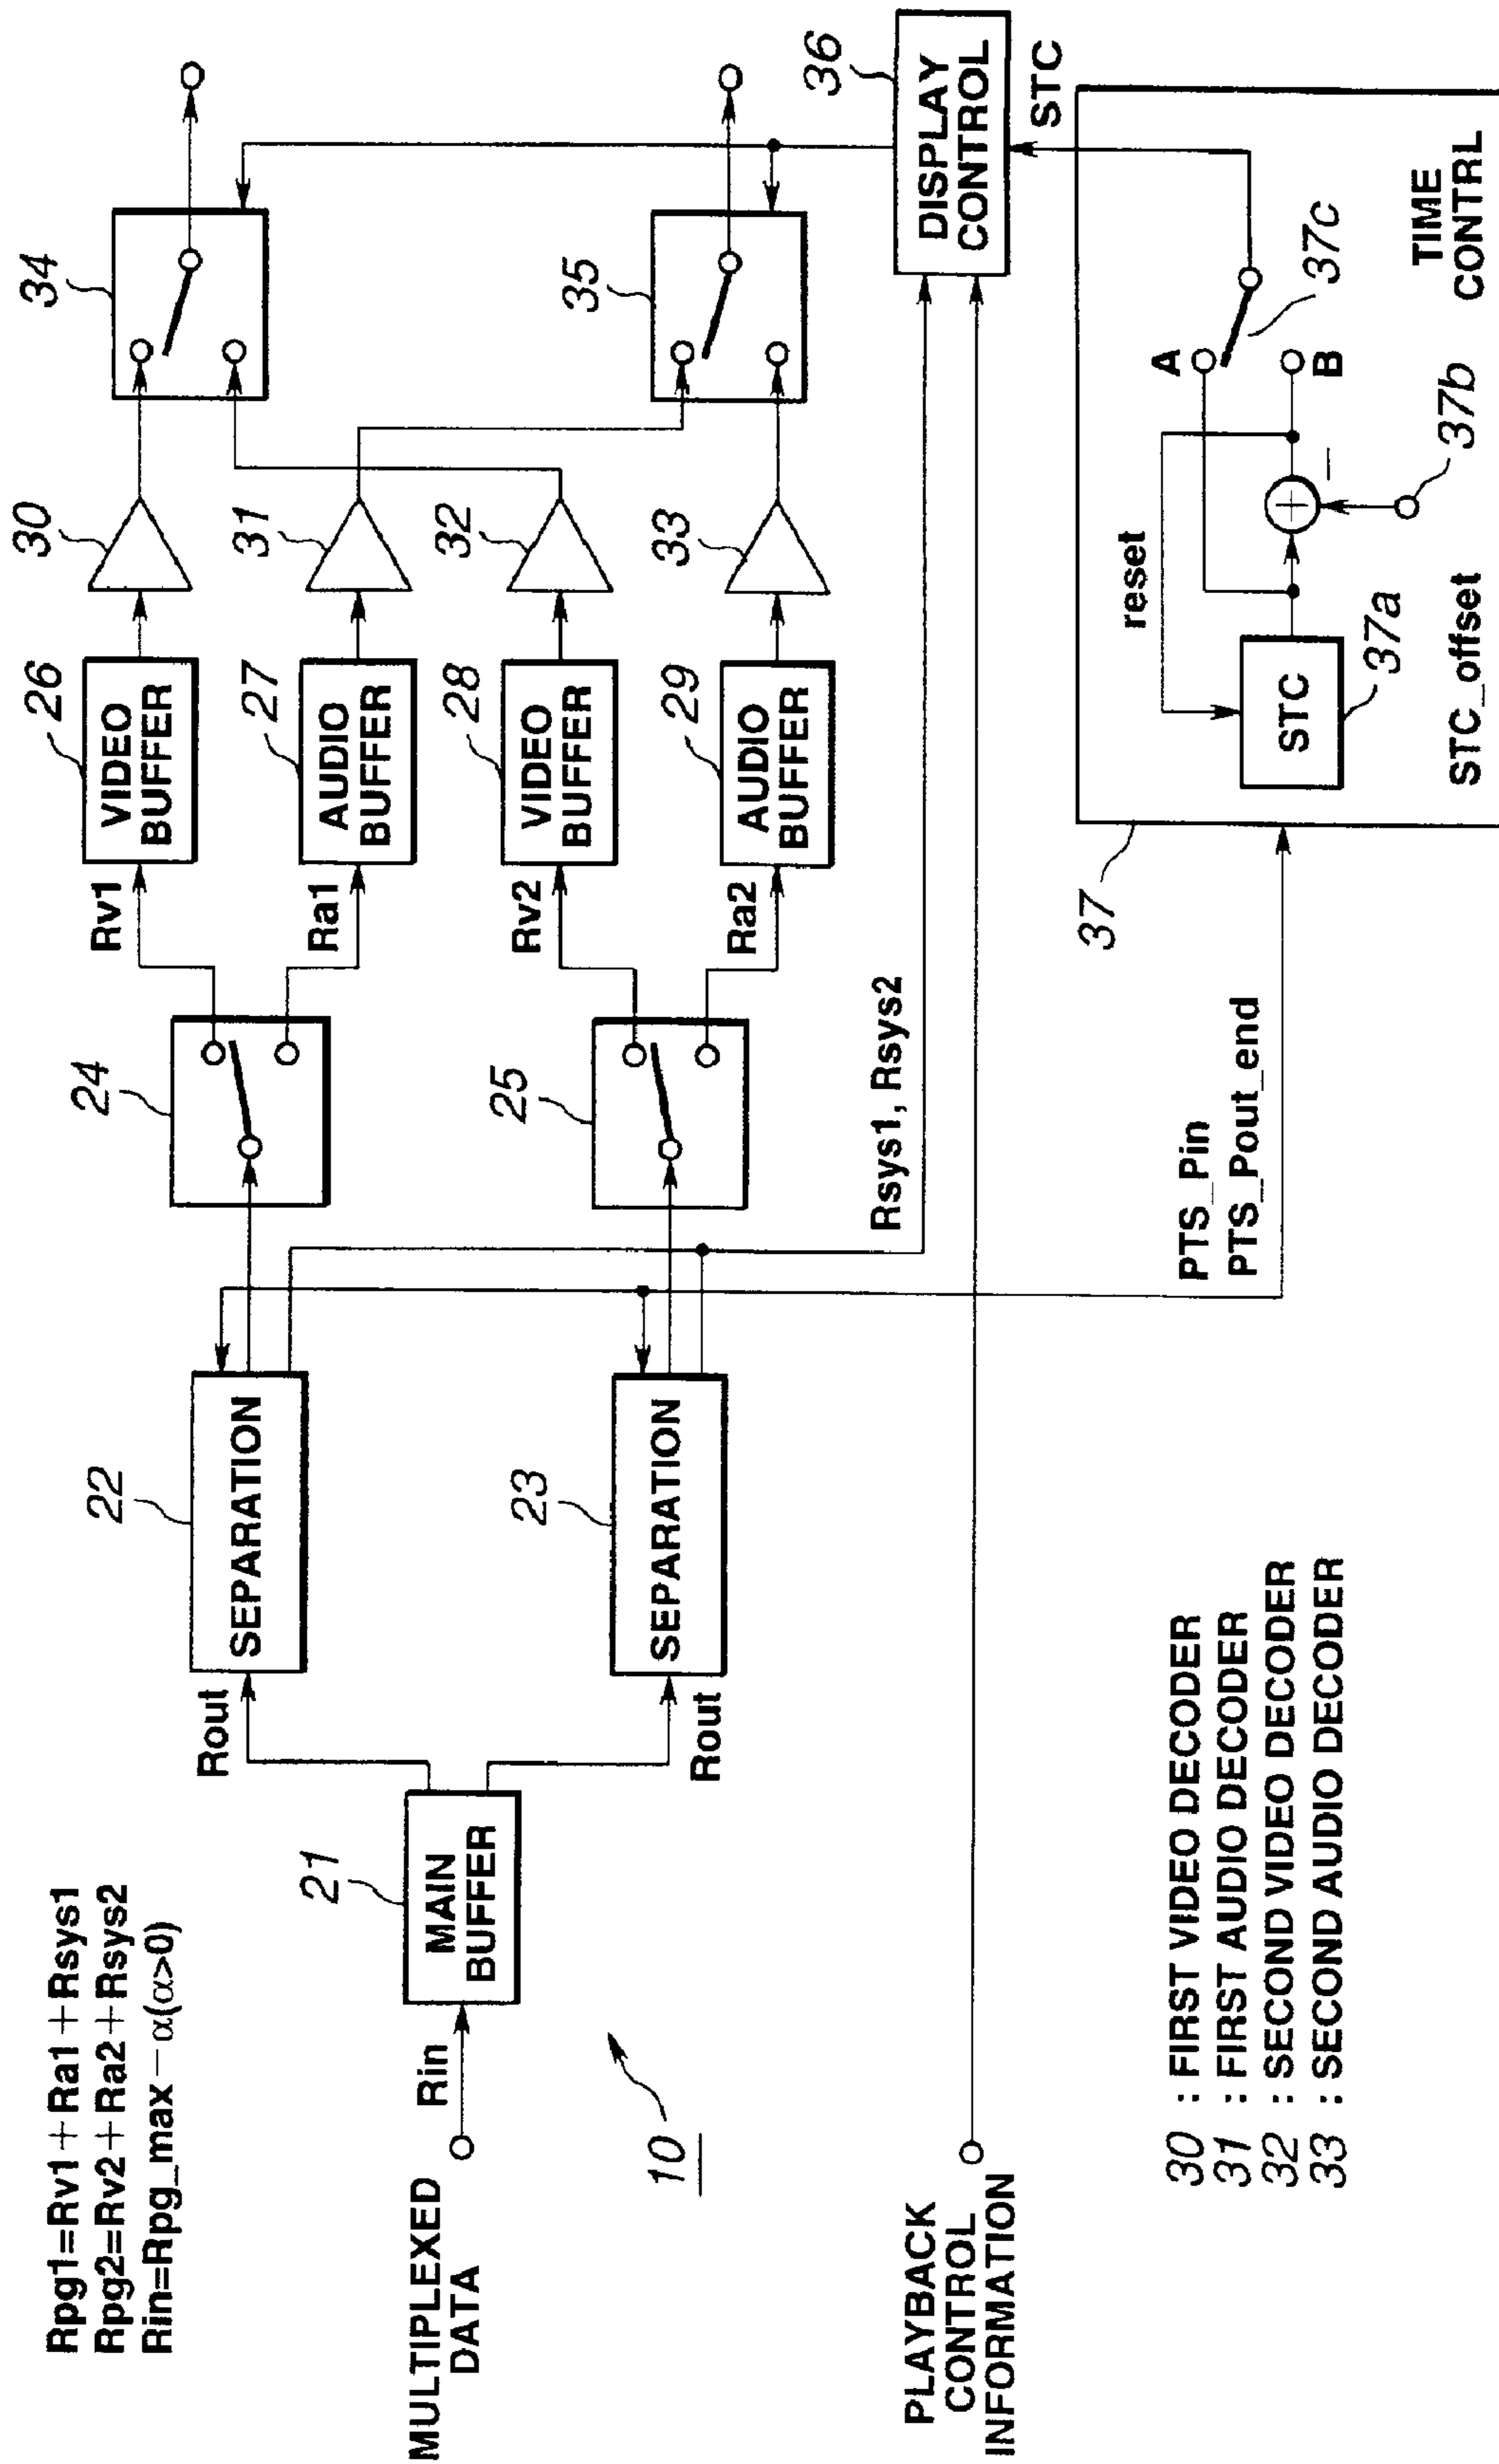 Rpg1=Rv1+Ra1+Rsys1
Rpg2=Rv2+Ra2+Rsys2
Rin=Rpg_max-α(α>0)
MULTIPLEXED
DATA
Rin
10
21
MAIN
BUFFER
Rout
Rout
22
SEPARATION
23
SEPARATION
24
25
Rv1
Ra1
Rv2
Ra2
26
VIDEO
BUFFER
27
AUDIO
BUFFER
28
VIDEO
BUFFER
29
AUDIO
BUFFER
30
31
32
33
34
35
Rsys1, Rsys2
PLAYBACK
CONTROL
INFORMATION
36
DISPLAY
CONTROL
STC
PTS_Pin
PTS_Pout_end
37
reset
STC
37a
STC_offset
+
−
37b
A
B
37c
TIME
CONTRL
30 : FIRST VIDEO DECODER
31 : FIRST AUDIO DECODER
32 : SECOND VIDEO DECODER
33 : SECOND AUDIO DECODER